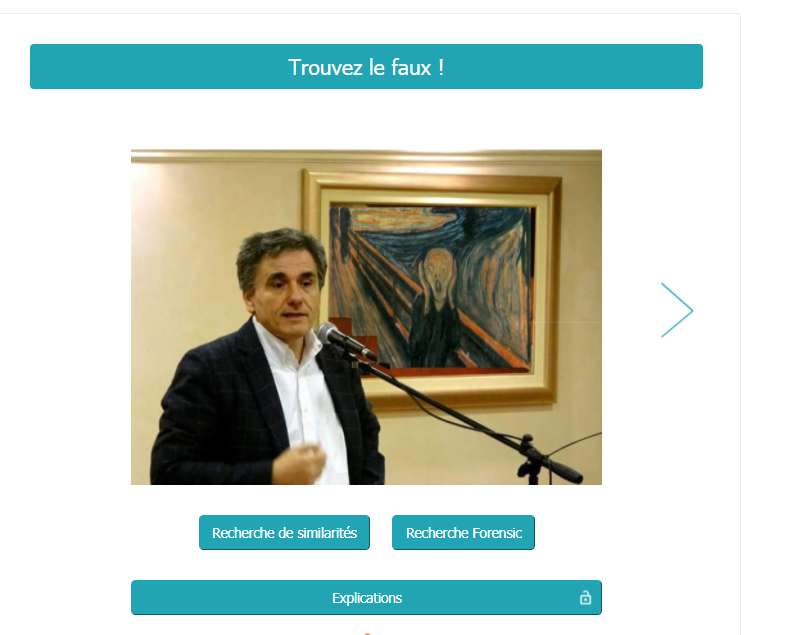 Trouvez le faux !
Recherche de similarités
Recherche Forensic
Explications